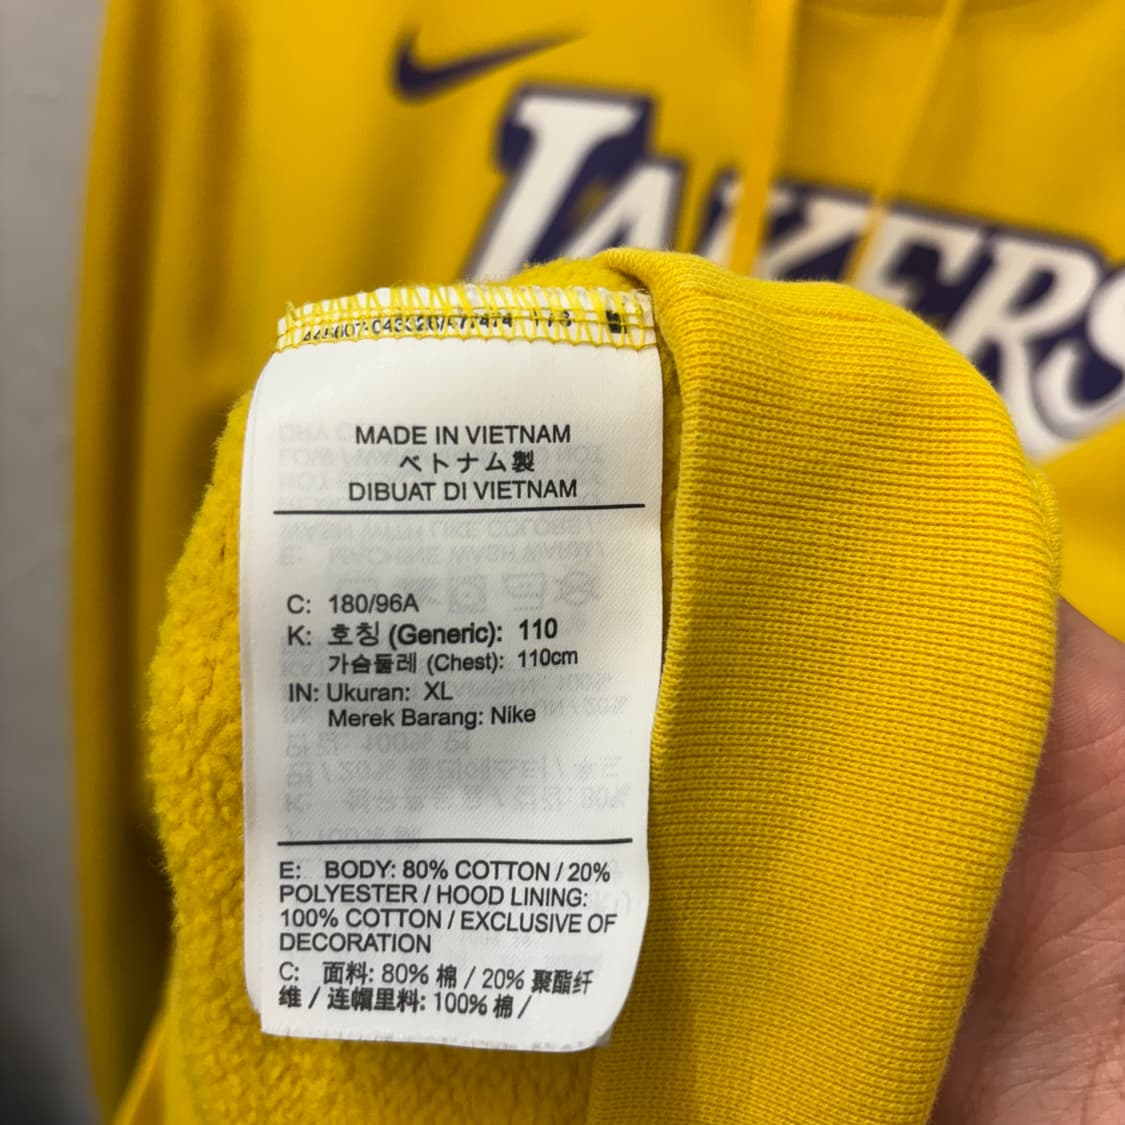 LAKERS
MADE IN VIETNAM
ベトナム製
DIBUAT DI VIETNAM
C: 180/96A
K: 호칭 (Generic): 110
가슴둘레 (Chest): 110cm
IN: Ukuran: XL
Merek Barang: Nike
E: BODY: 80% COTTON / 20%
POLYESTER / HOOD LINING:
100% COTTON / EXCLUSIVE OF
DECORATION
C: 面料: 80% 棉 / 20% 聚酯纤
维 / 连帽里料: 100% 棉 /